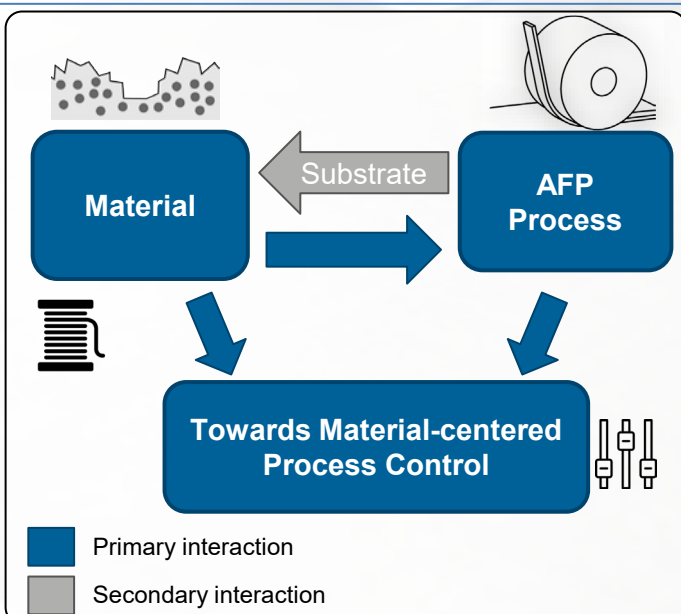 Substrate
Material
AFP
Process
Towards Material-centered
Process Control
Primary interaction
Secondary interaction